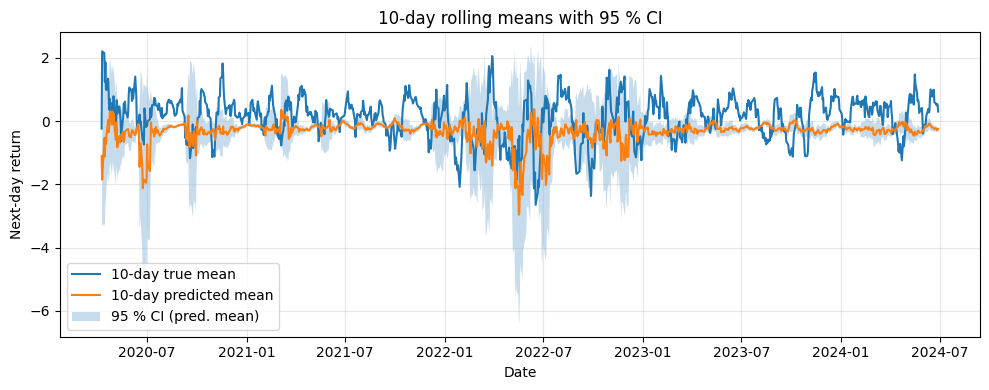 10-day rolling means with 95 % CI
Next-day return
2
0
−2
−4
−6
10-day true mean
10-day predicted mean
95 % CI (pred. mean)
2020-07
2021-01
2021-07
2022-01
2022-07
2023-01
2023-07
2024-01
2024-07
Date